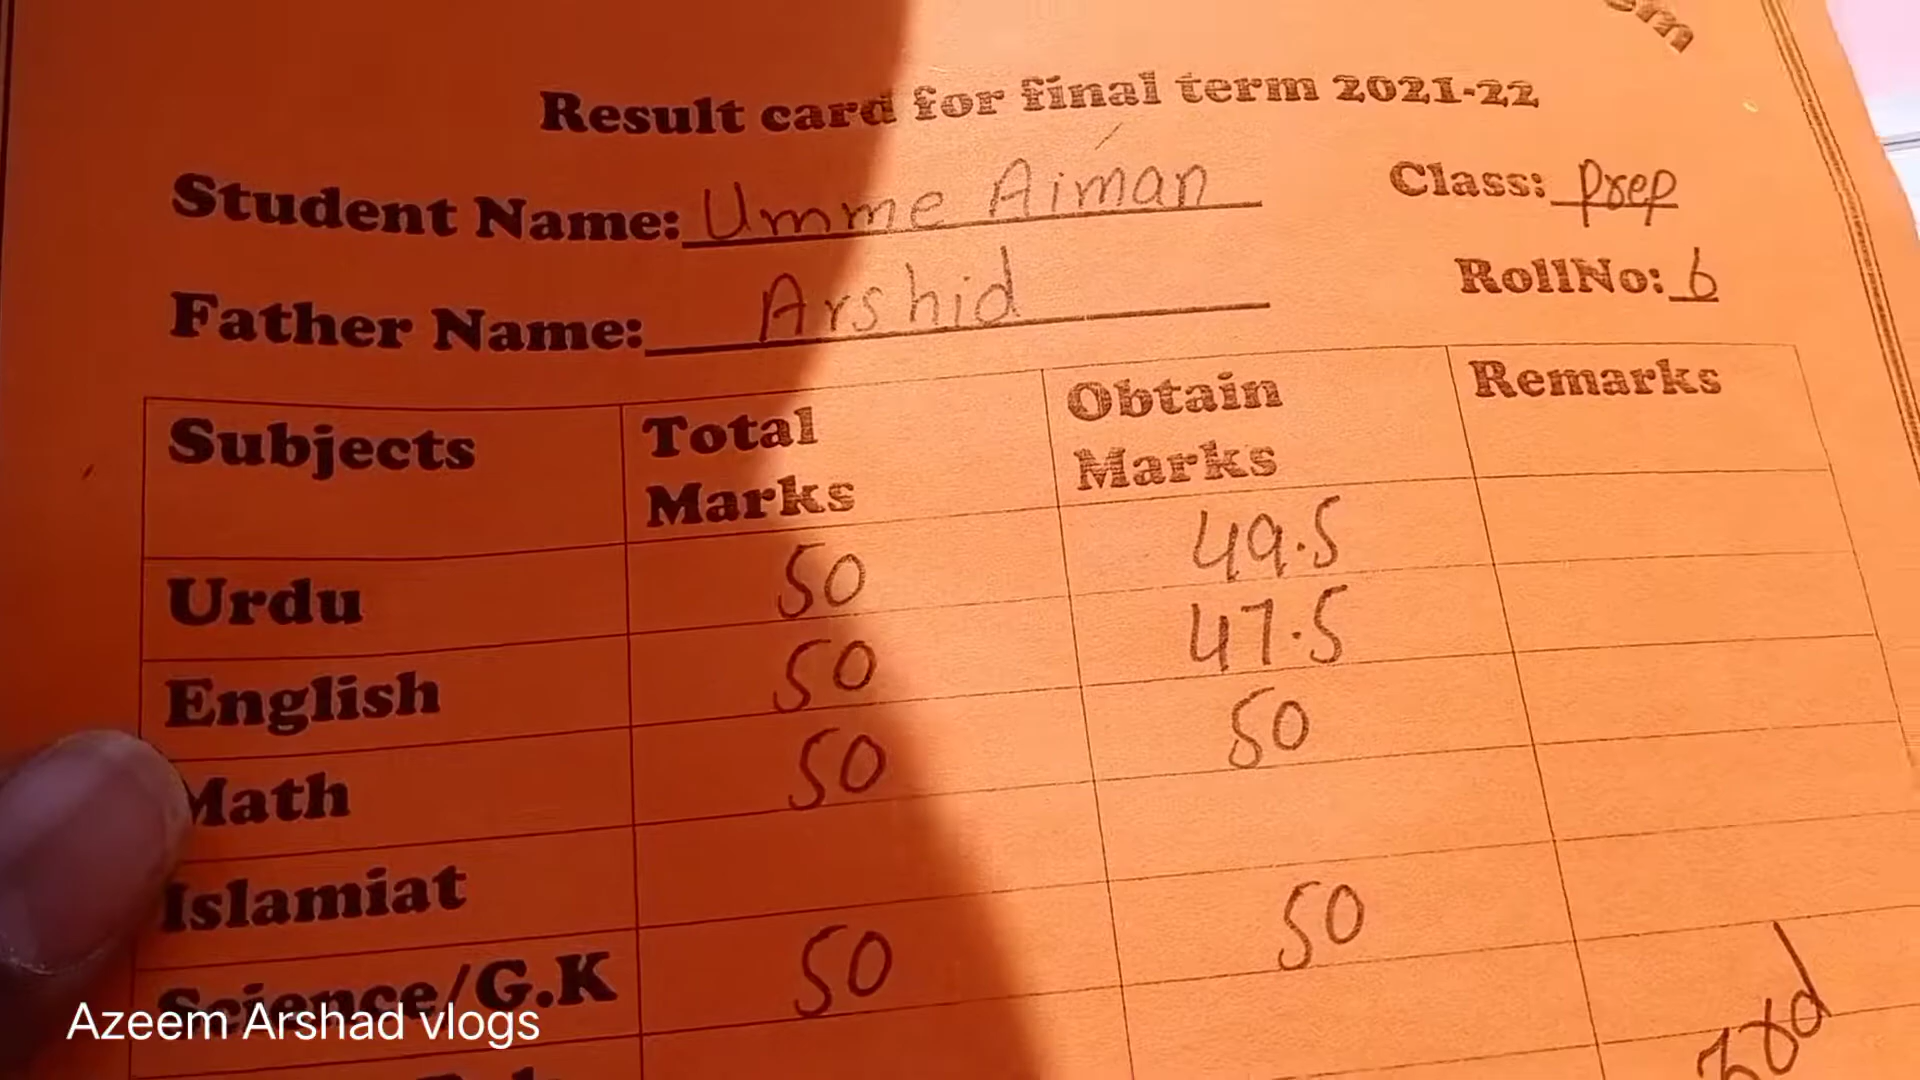 Result card for final term 2021-22
Student Name: Umme Aiman Class: Prep
Father Name: Arshid RollNo: 6
Subjects Total Marks Obtain Marks Remarks
Urdu 50 49.5
English 50 47.5
Math 50 50
Islamiat
Science/G.K 50 50
3rd
Azeem Arshad vlogs